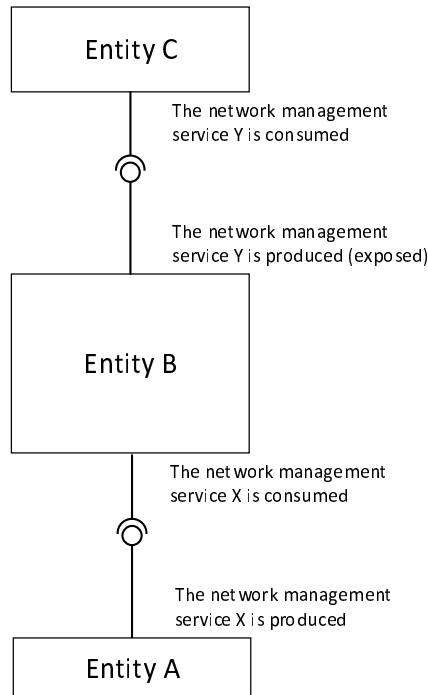 Entity C
The network management
service Y is consumed
The network management
service Y is produced (exposed)
Entity B
The network management
service X is consumed
The network management
service X is produced
Entity A